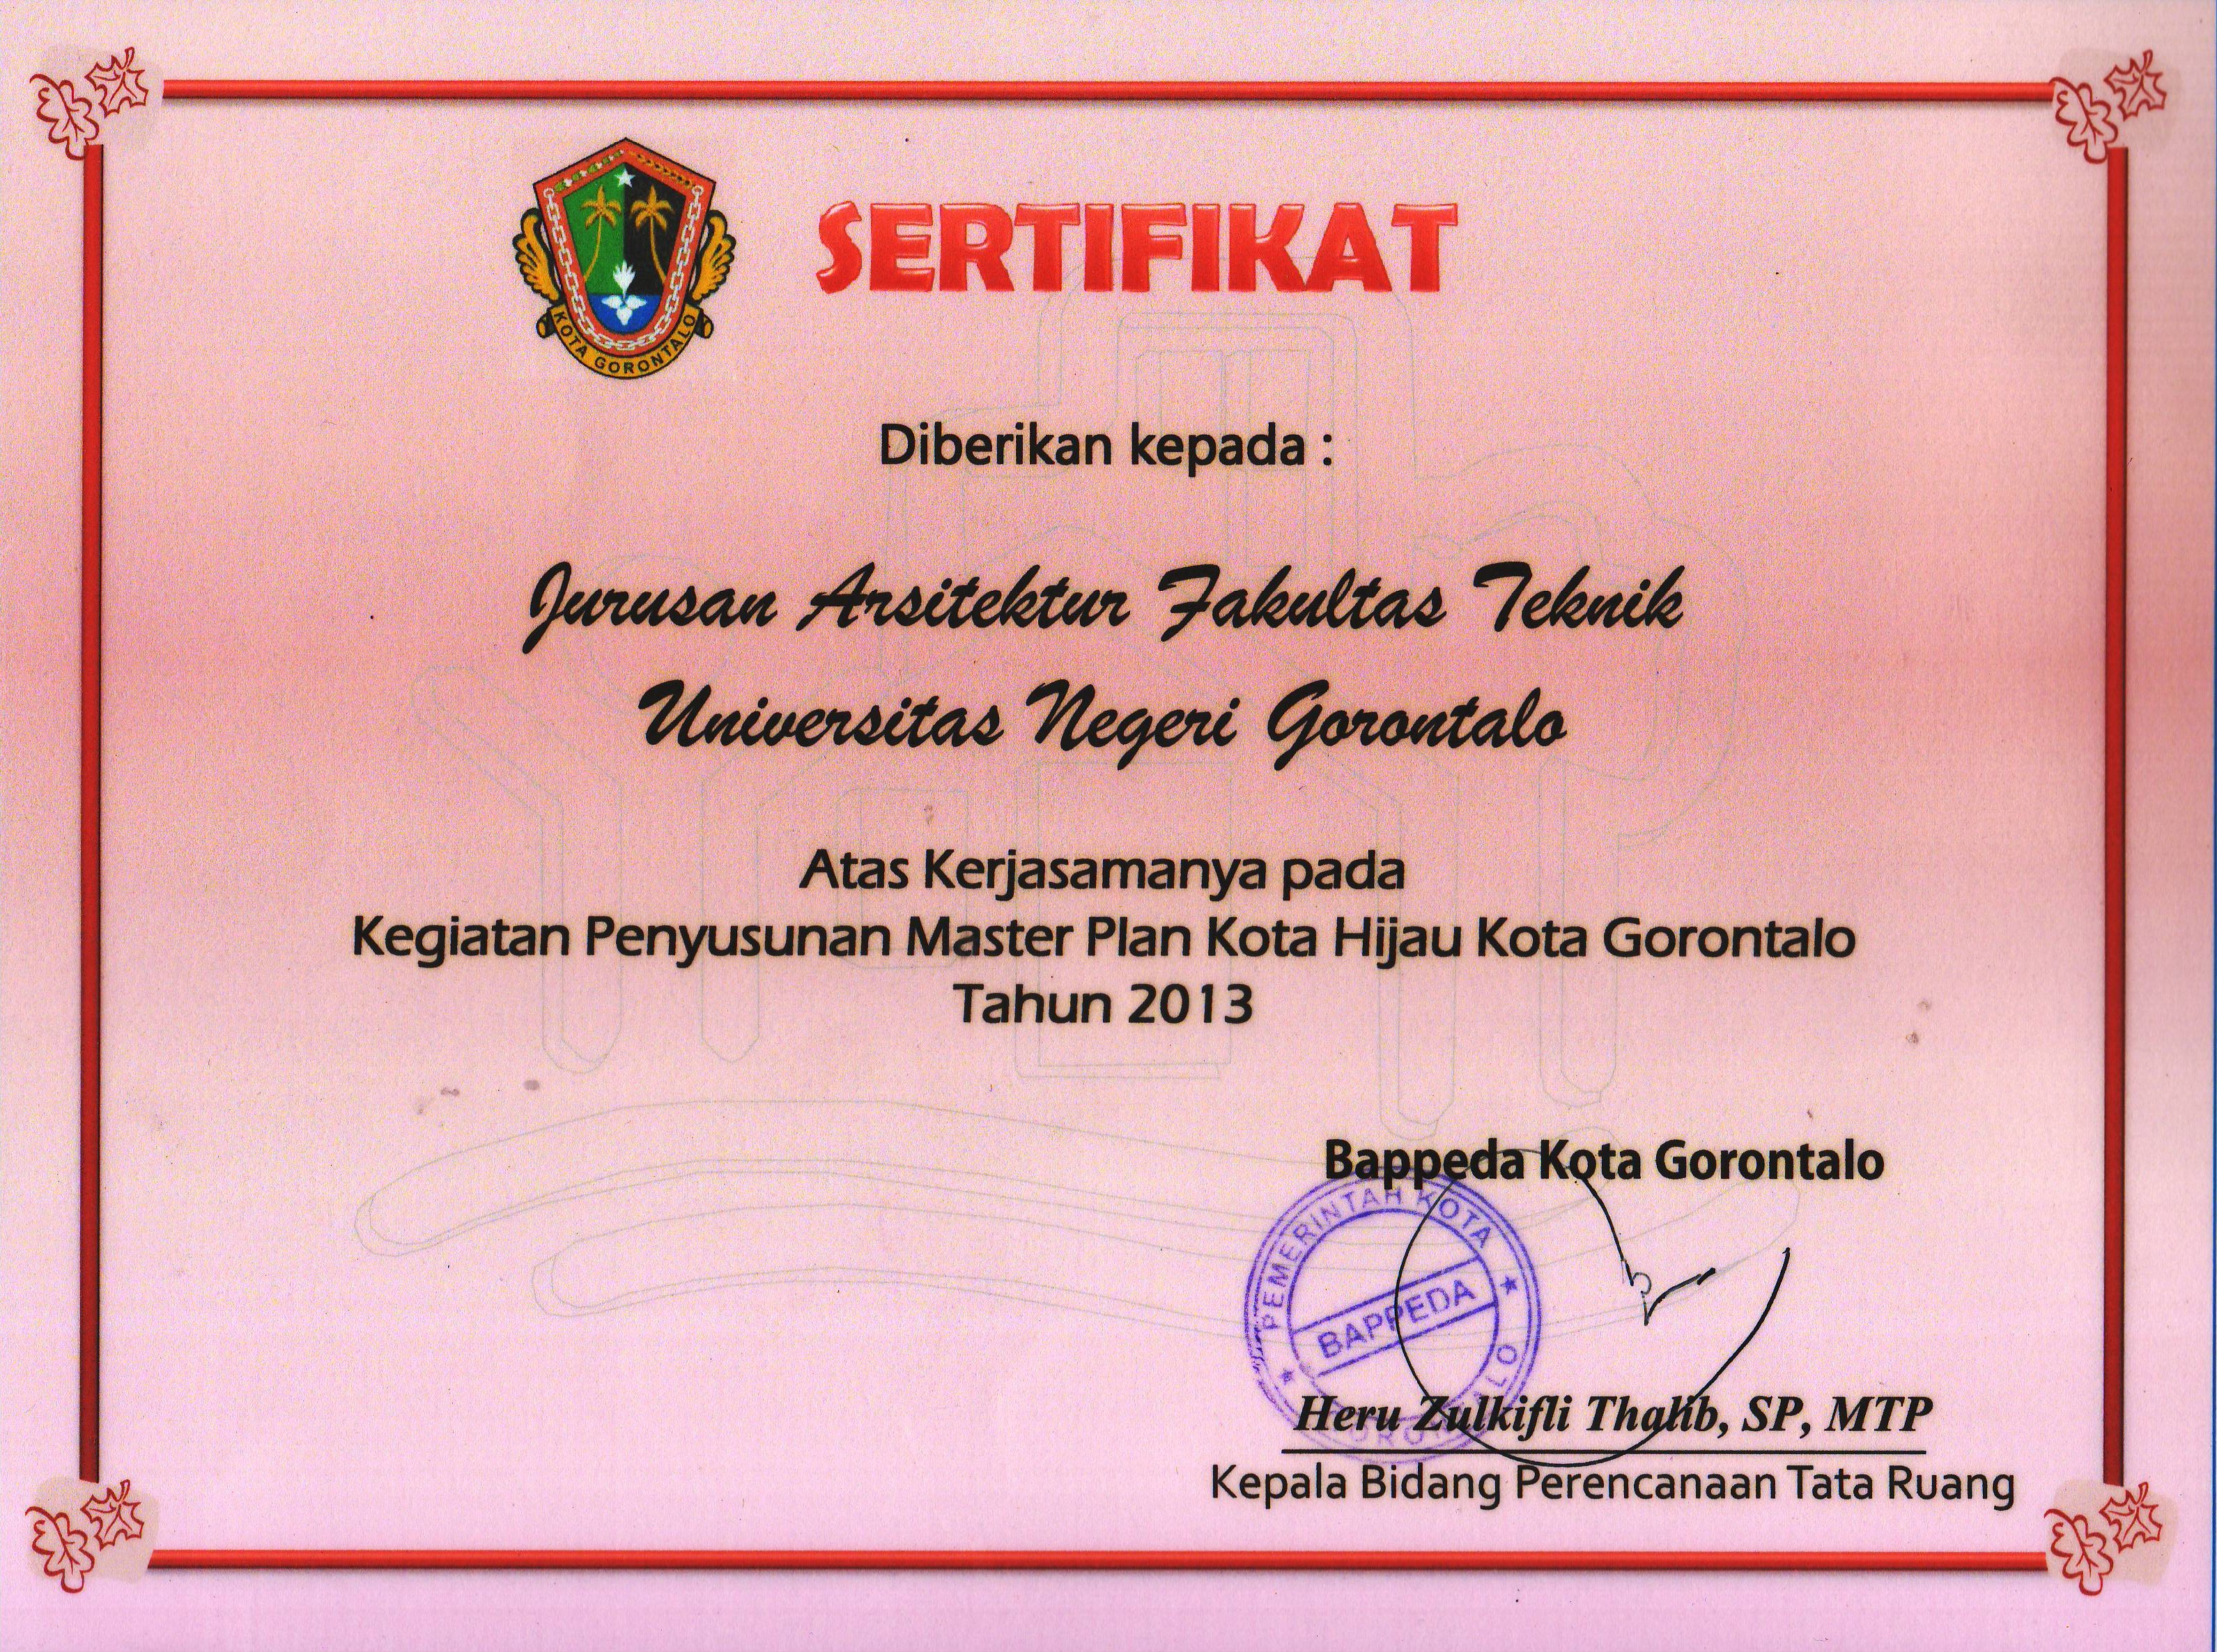 SERTIFIKAT
KOTA GORONTALO
Diberikan kepada :
Jurusan Arsitektur Fakultas Teknik
Universitas Negeri Gorontalo
Atas Kerjasamanya pada
Kegiatan Penyusunan Master Plan Kota Hijau Kota Gorontalo
Tahun 2013
Bappeda Kota Gorontalo
PEMERINTAH KOTA
BAPPEDA
GORONTALO
Heru Zulkifli Thalib, SP, MTP
Kepala Bidang Perencanaan Tata Ruang